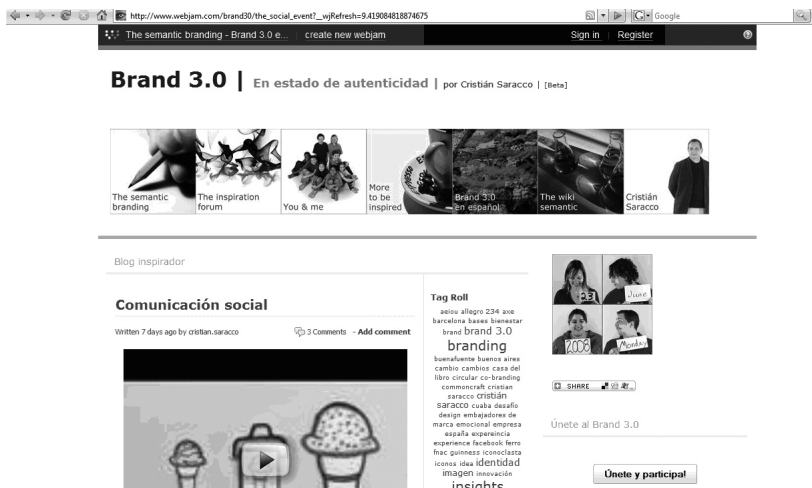 http://www.webjam.com/brand30/the_social_event?__wjRefresh=9.419084818874675
Google
The semantic branding - Brand 3.0 e... | create new webjam
Sign in | Register
Brand 3.0 | En estado de autenticidad | por Cristián Saracco | [Beta]
The semantic branding
The inspiration forum
You & me
More to be inspired
Brand 3.0 en español
The wiki semantic
Cristián Saracco
Blog inspirador
Comunicación social
Written 7 days ago by cristian.saracco
3 Comments - Add comment
Tag Roll
aeiou allegro 234 axe
barcelona bases bienestar
brand brand 3.0
branding
buenafuente buenos aires
cambio cambios casa del
libro circular co-branding
commoncraft cristian
saracco cristián
saracco cuaba desafío
design embajadores de
marca emocional empresa
españa expereincia
experience facebook ferro
fnac guinness iconoclasta
iconos idea identidad
imagen innovación
insights
23
June
2008
Monday
SHARE
Únete al Brand 3.0
Únete y participa!